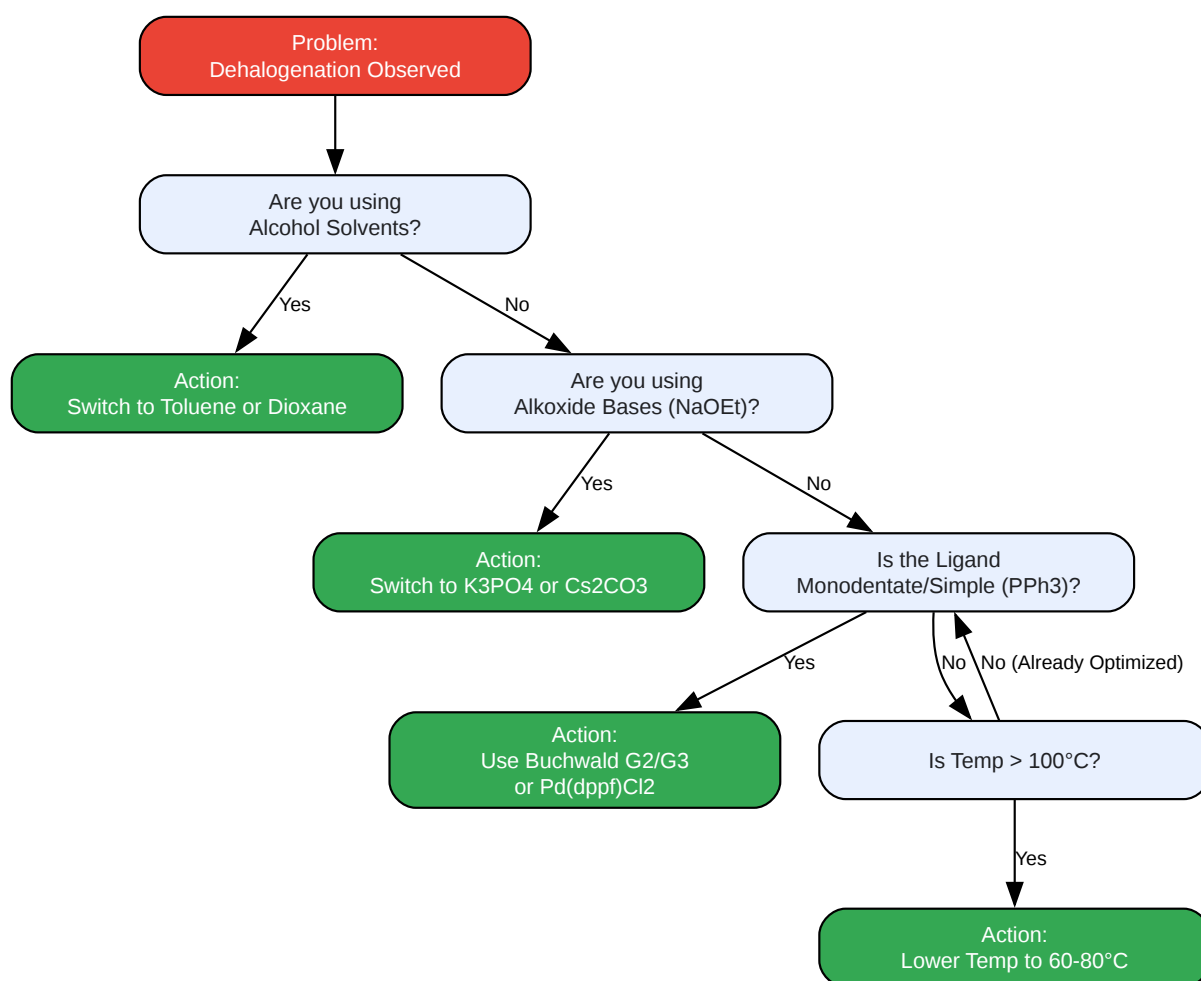 Problem:
Dehalogenation Observed
Are you using
Alcohol Solvents?
Yes
No
Action:
Switch to Toluene or Dioxane
Are you using
Alkoxide Bases (NaOEt)?
Yes
No
Action:
Switch to K3PO4 or Cs2CO3
Is the Ligand
Monodentate/Simple (PPh3)?
Yes
No
No (Already Optimized)
Action:
Use Buchwald G2/G3
or Pd(dppf)Cl2
Is Temp > 100°C?
Yes
Action:
Lower Temp to 60-80°C